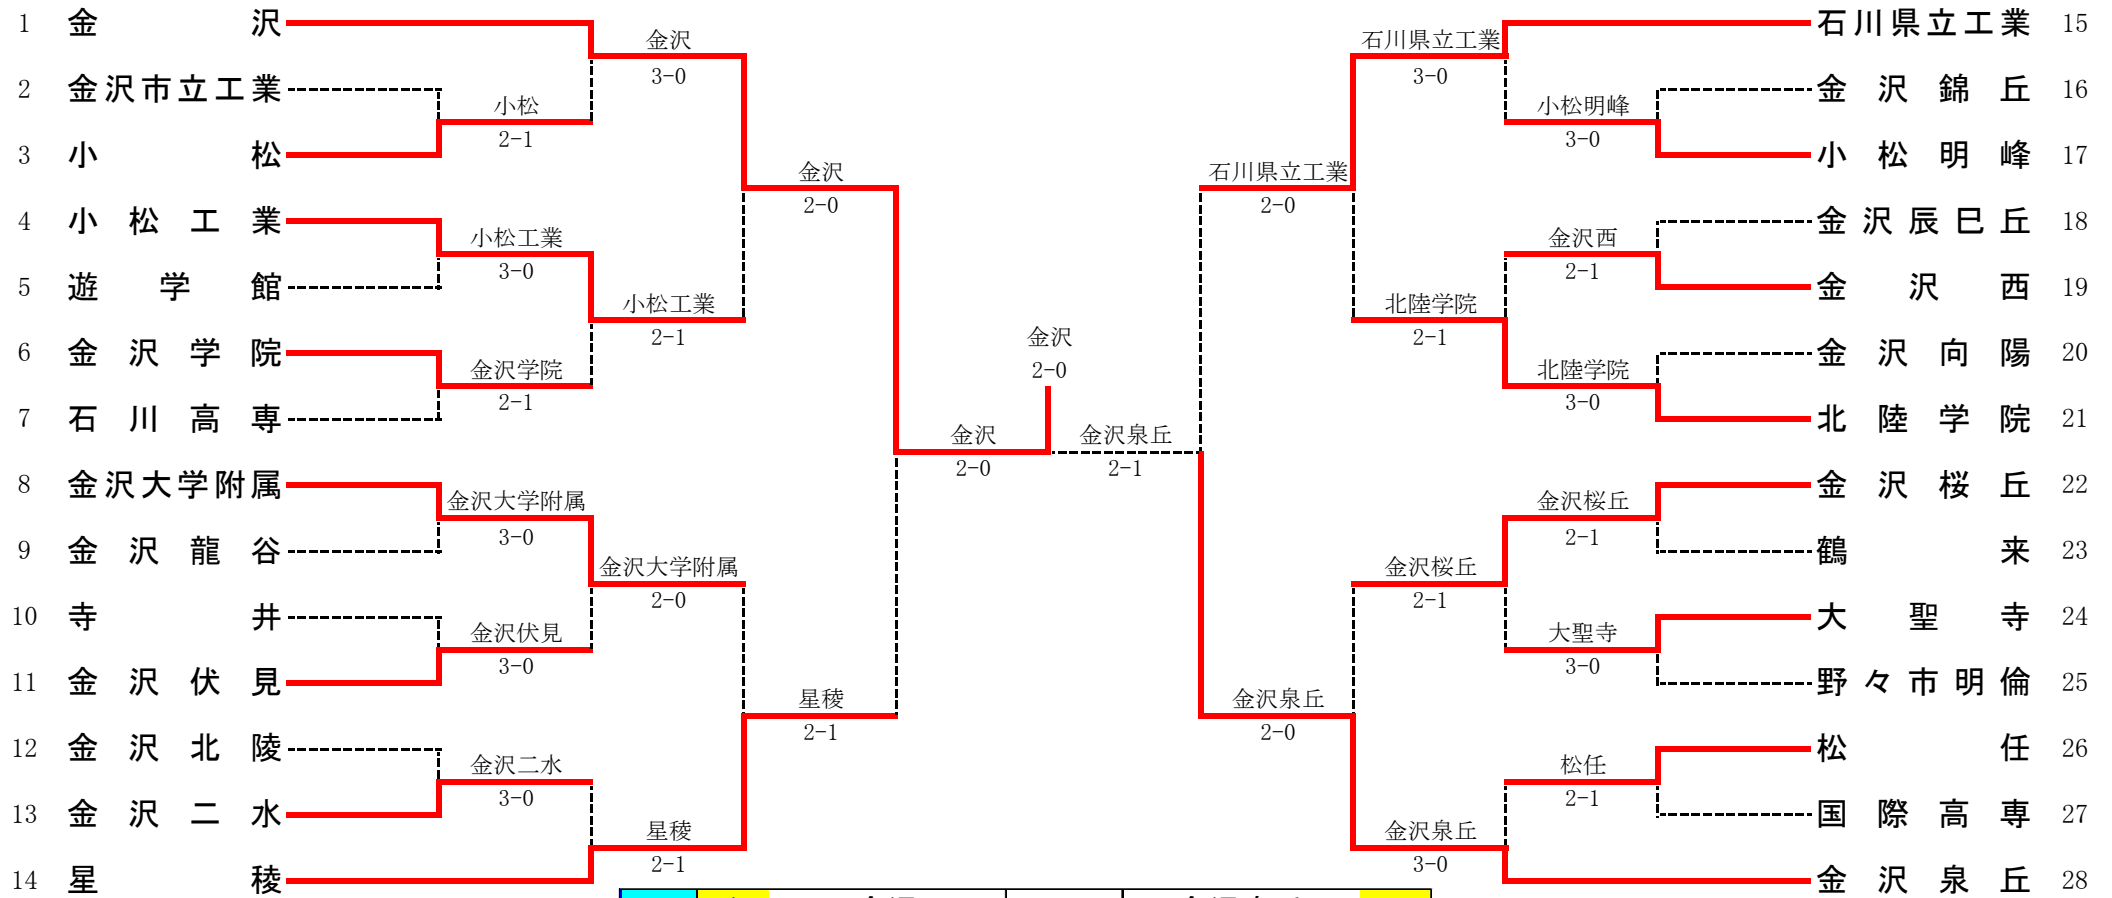 1 金沢
2 金沢市立工業
3 小松
4 小松工業
5 遊学館
6 金沢学院
7 石川高専
8 金沢大学附属
9 金沢龍谷
10 寺井
11 金沢伏見
12 金沢北陵
13 金沢二水
14 星稜
小松
2-1
小松工業
3-0
金沢学院
2-1
金沢大学附属
3-0
金沢伏見
3-0
金沢二水
3-0
金沢
3-0
小松工業
2-1
金沢大学附属
2-0
星稜
2-1
金沢
2-0
星稜
2-1
金沢
2-0
金沢
2-0
金沢泉丘
2-1
石川県立工業
2-0
金沢泉丘
2-0
石川県立工業
3-0
北陸学院
2-1
金沢桜丘
2-1
金沢泉丘
3-0
小松明峰
3-0
金沢西
2-1
北陸学院
3-0
金沢桜丘
2-1
大聖寺
3-0
松任
2-1
石川県立工業 15
金沢錦丘 16
小松明峰 17
金沢辰巳丘 18
金沢西 19
金沢向陽 20
北陸学院 21
金沢桜丘 22
鶴来 23
大聖寺 24
野々市明倫 25
松任 26
国際高専 27
金沢泉丘 28